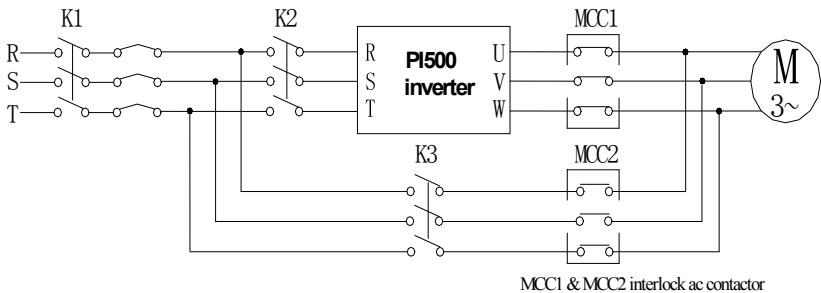 K1 K2 MCC1
R R PI500 U M
S S inverter V 3~
T T W
K3 MCC2
MCC1 & MCC2 interlock ac contactor